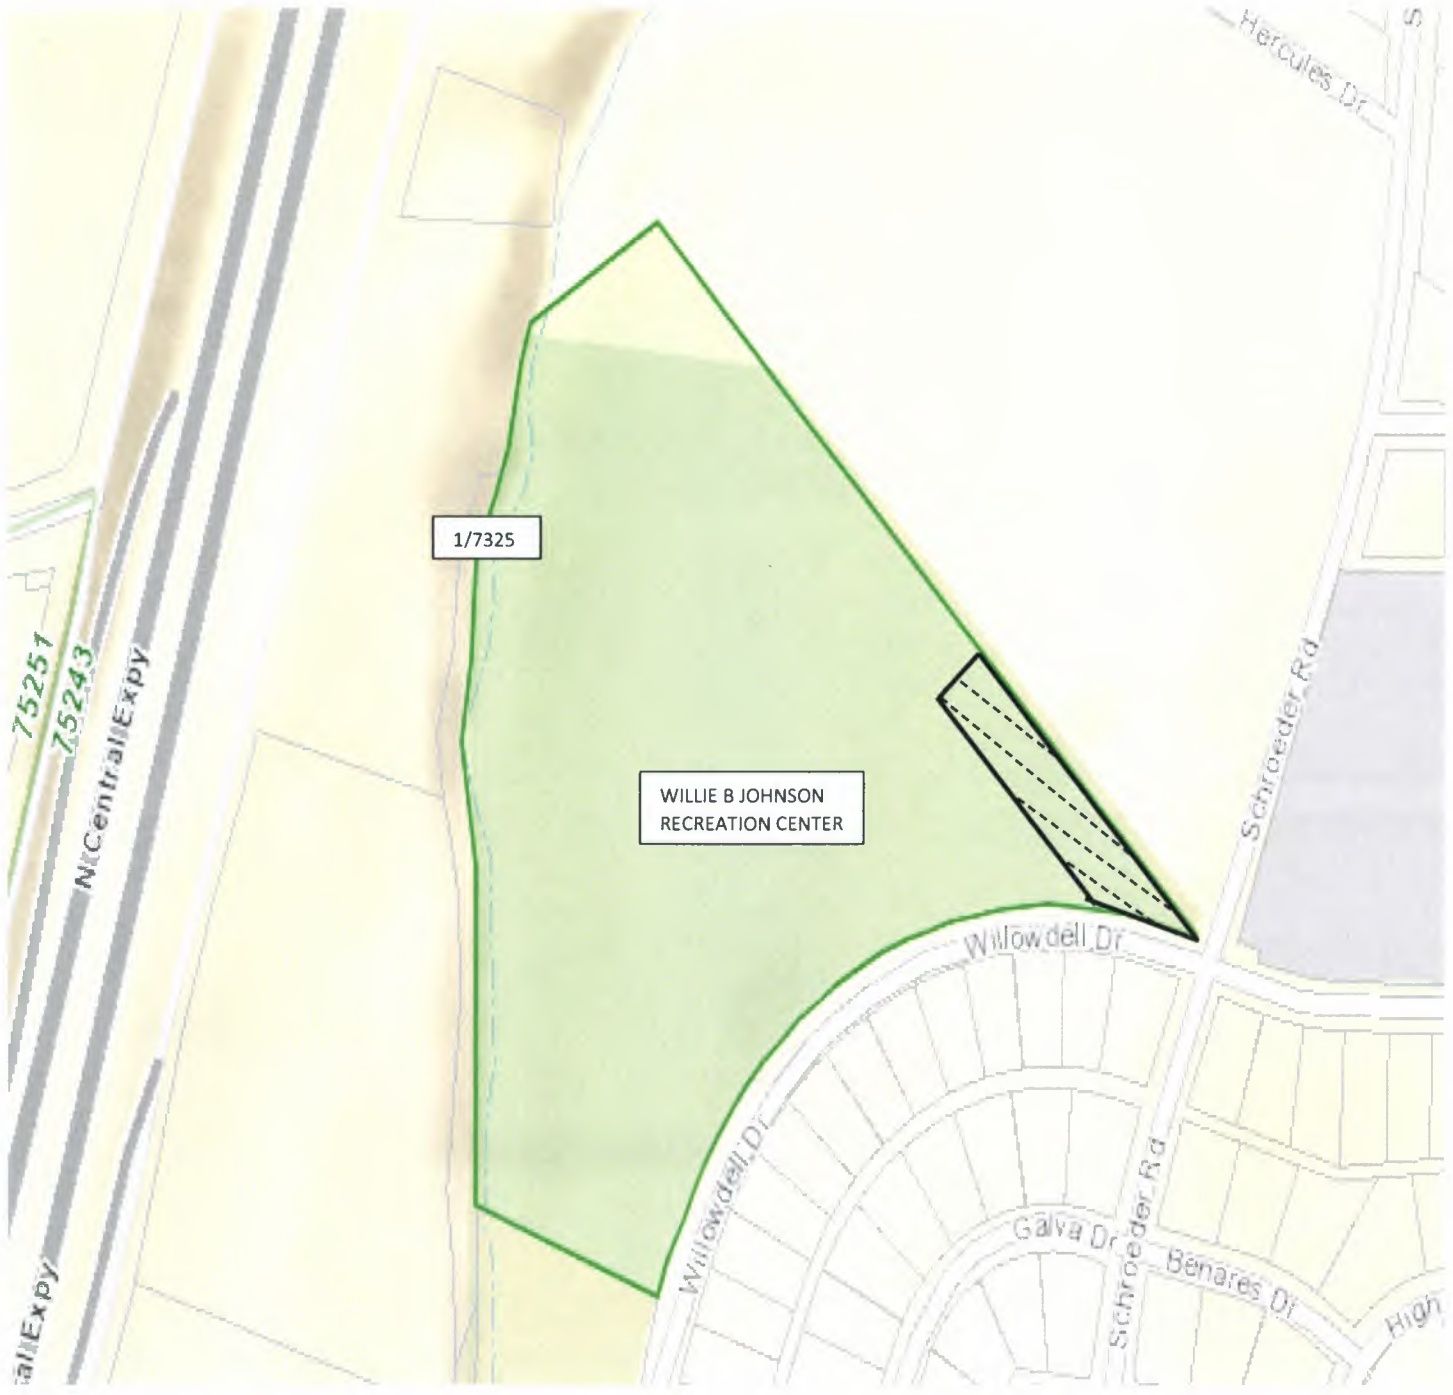 Hercules Dr
S
1/7325
75251
75243
N Central Expy
Schroeder Rd
WILLIE B JOHNSON
RECREATION CENTER
Willowdell Dr
Willowdell Dr
Schroeder Rd
Galva Dr
Benares Dr
High
al Expy